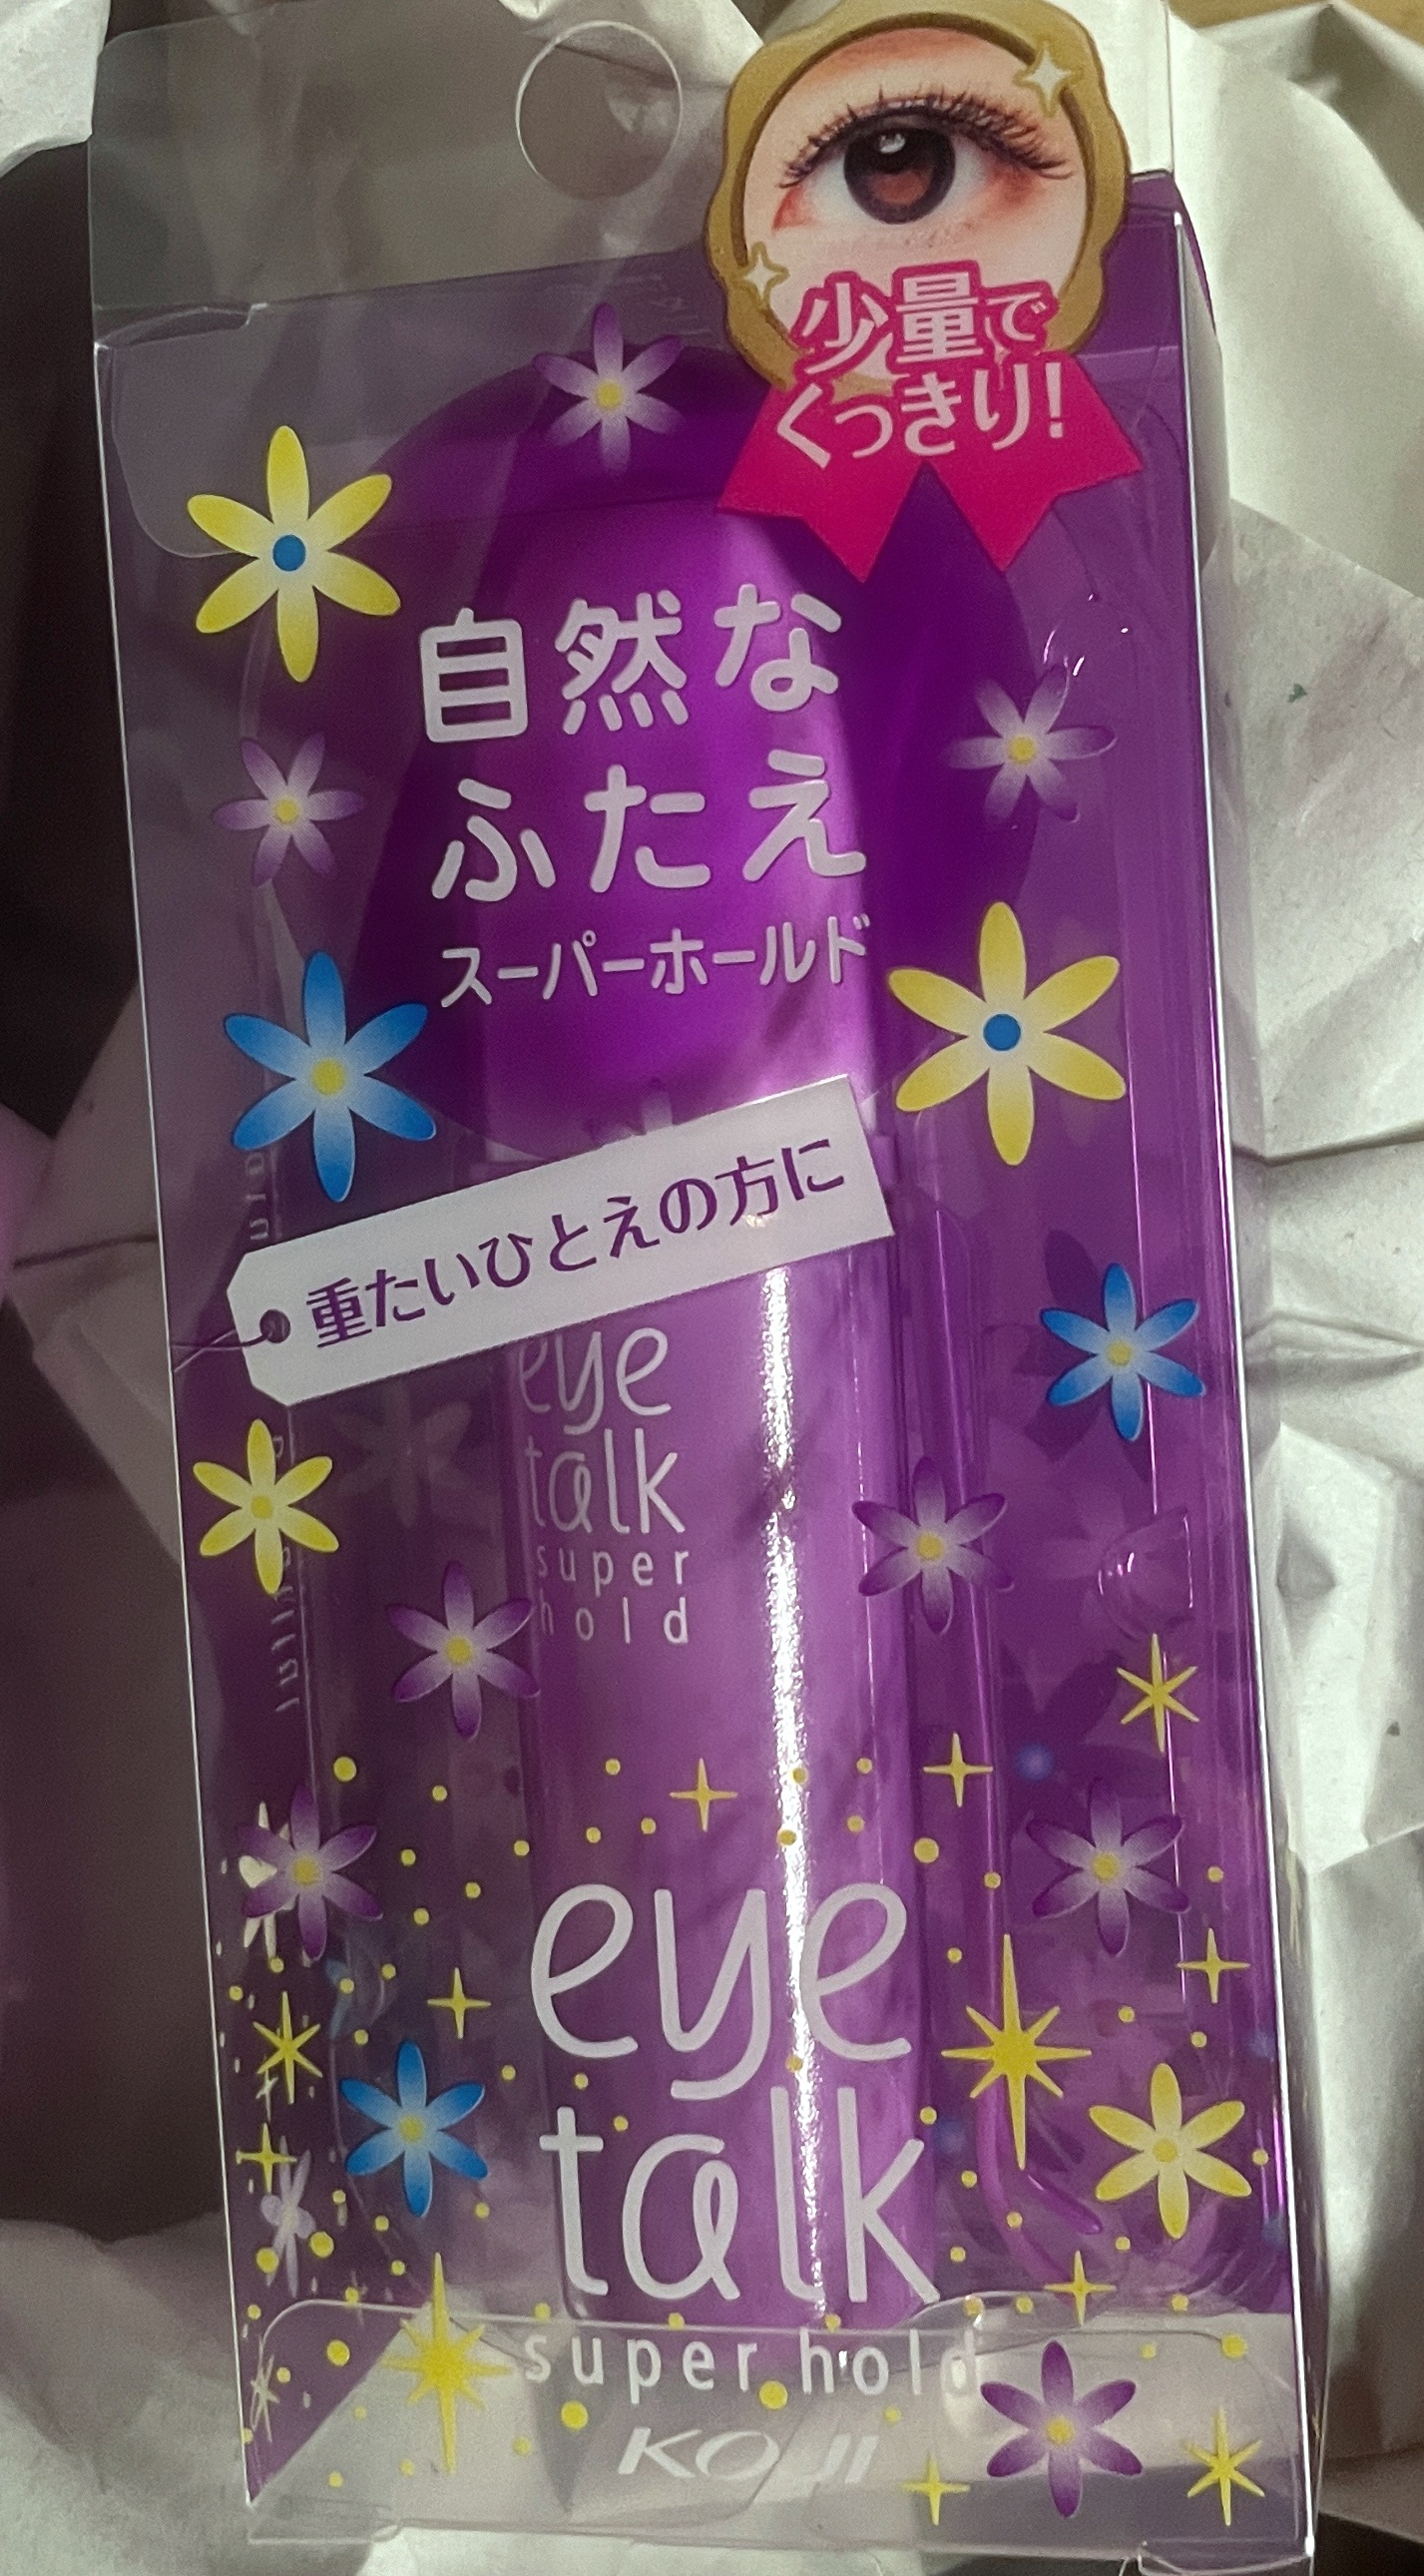 少量で
くっきり!
自然な
ふたえ
スーパーホールド
重たいひとえの方に
eye
talk
super
hold
eye
talk
super hold
KOJI